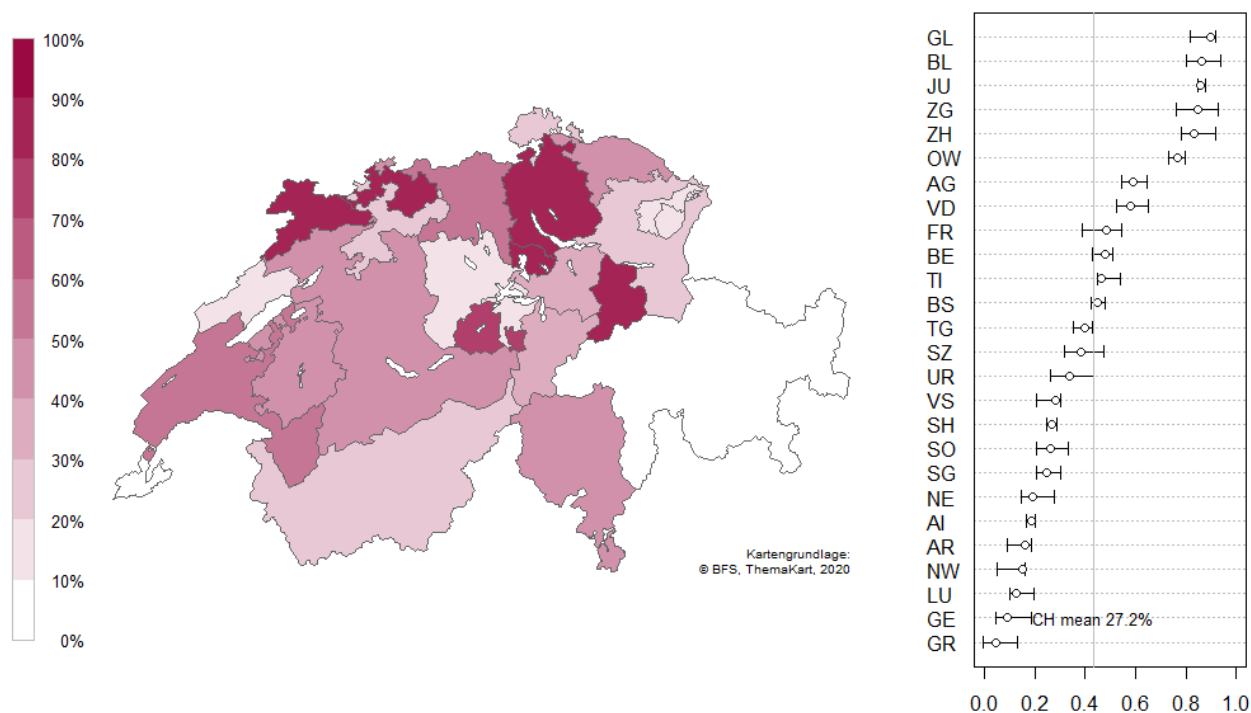 100%
90%
80%
70%
60%
50%
40%
30%
20%
10%
0%
Kartengrundlage:
© BFS, ThemaKart, 2020
GL
BL
JU
ZG
ZH
OW
AG
VD
FR
BE
TI
BS
TG
SZ
UR
VS
SH
SO
SG
NE
AI
AR
NW
LU
GE
CH mean 27.2%
GR
0.0 0.2 0.4 0.6 0.8 1.0